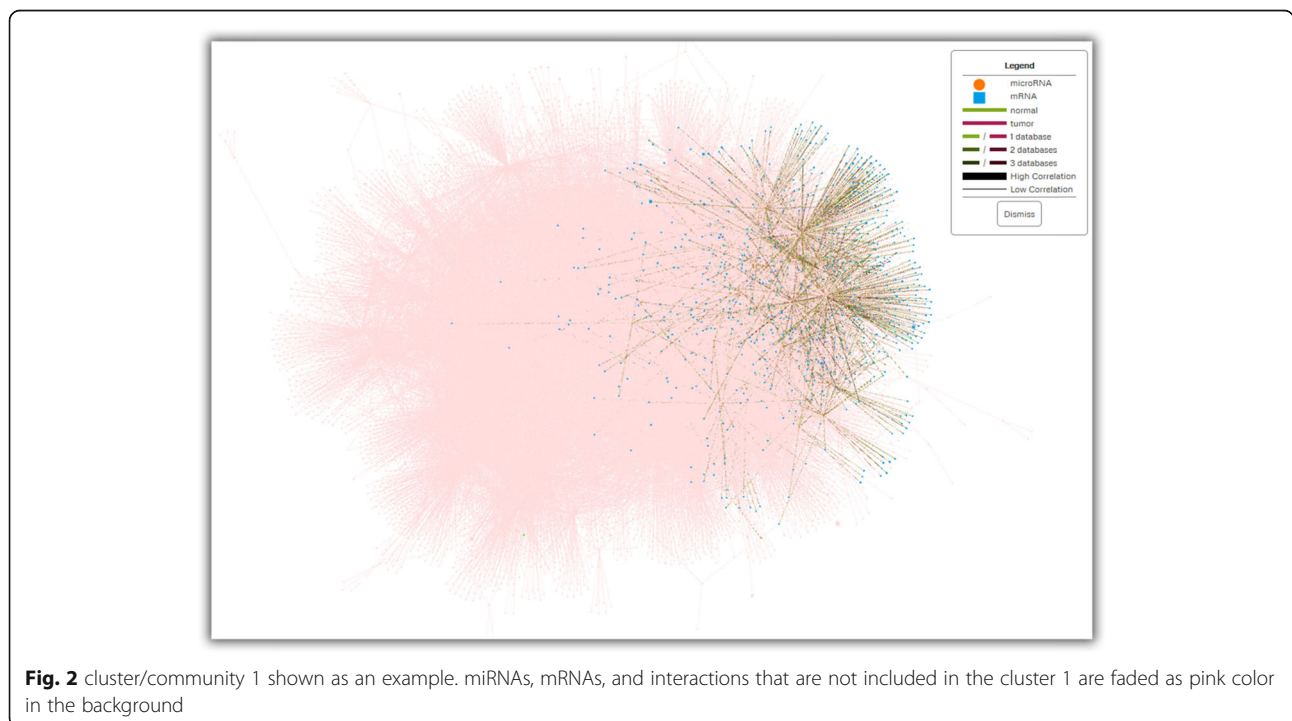 Legend
microRNA
mRNA
normal
tumor
/ 1 database
/ 2 databases
/ 3 databases
High Correlation
Low Correlation
Dismiss
Fig. 2 cluster/community 1 shown as an example. miRNAs, mRNAs, and interactions that are not included in the cluster 1 are faded as pink color
in the background